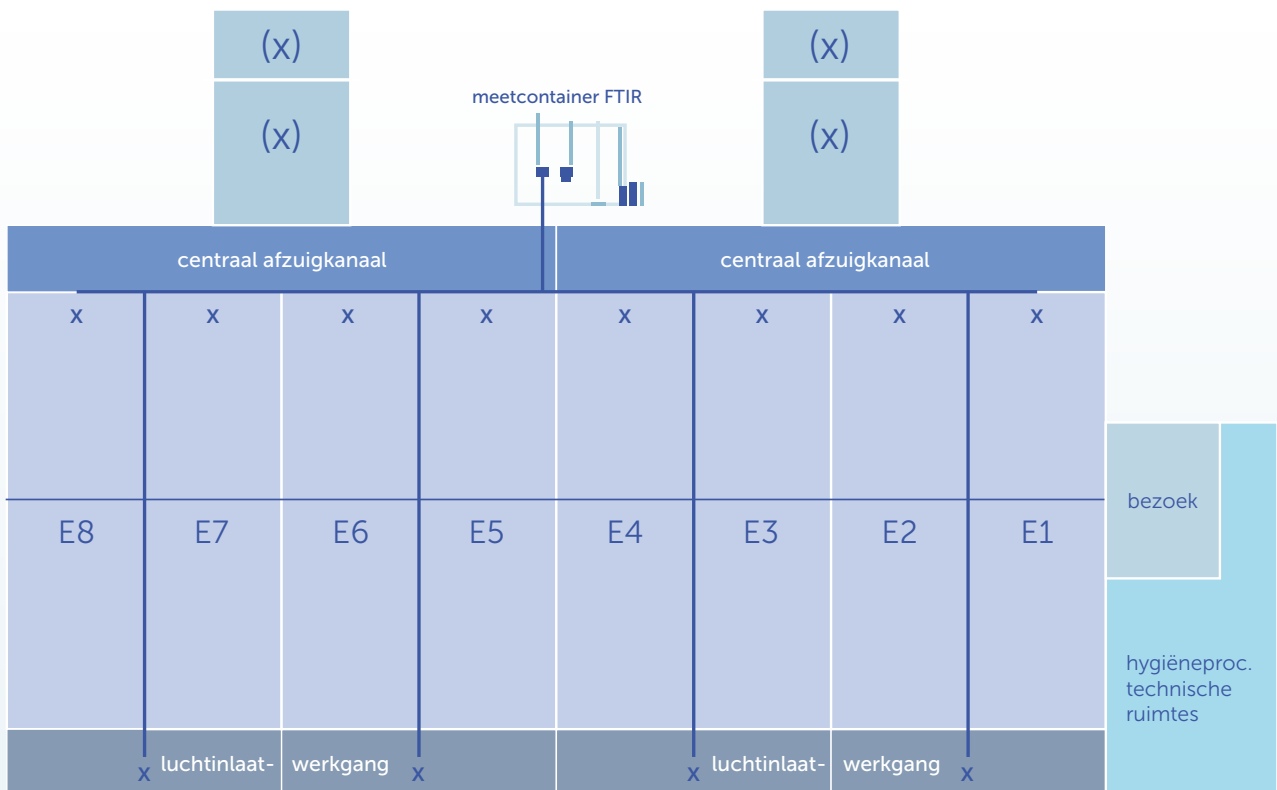 (x) (x)
meetcontainer FTIR
(x) (x)
centraal afzuigkanaal centraal afzuigkanaal
x x x x x x x x
E8 E7 E6 E5 E4 E3 E2 E1
bezoek
hygiëneproc.
technische
ruimtes
x luchtinlaat- werkgang x x luchtinlaat- werkgang x